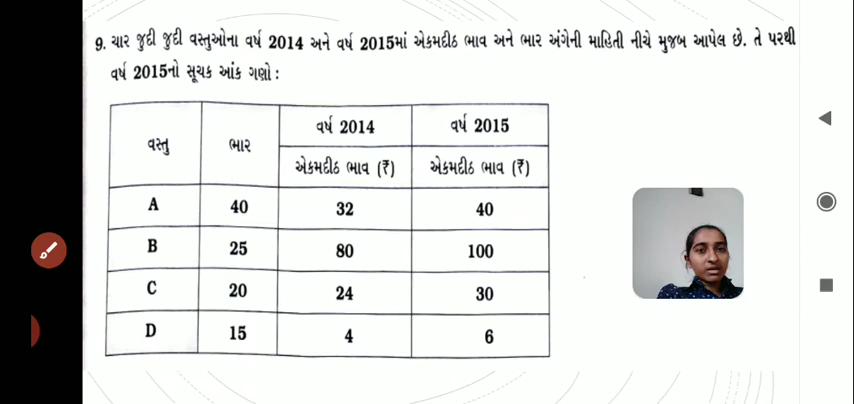 9. ચાર જુદી જુદી વસ્તુઓના વર્ષ 2014 અને વર્ષ 2015માં એકમદીઠ ભાવ અને ભાર અંગેની માહિતી નીચે મુજબ આપેલ છે. તે પરથી
વર્ષ 2015નો સૂચક આંક ગણો :
વસ્તુ ભાર વર્ષ 2014 વર્ષ 2015
એકમદીઠ ભાવ (₹) એકમદીઠ ભાવ (₹)
A 40 32 40
B 25 80 100
C 20 24 30
D 15 4 6